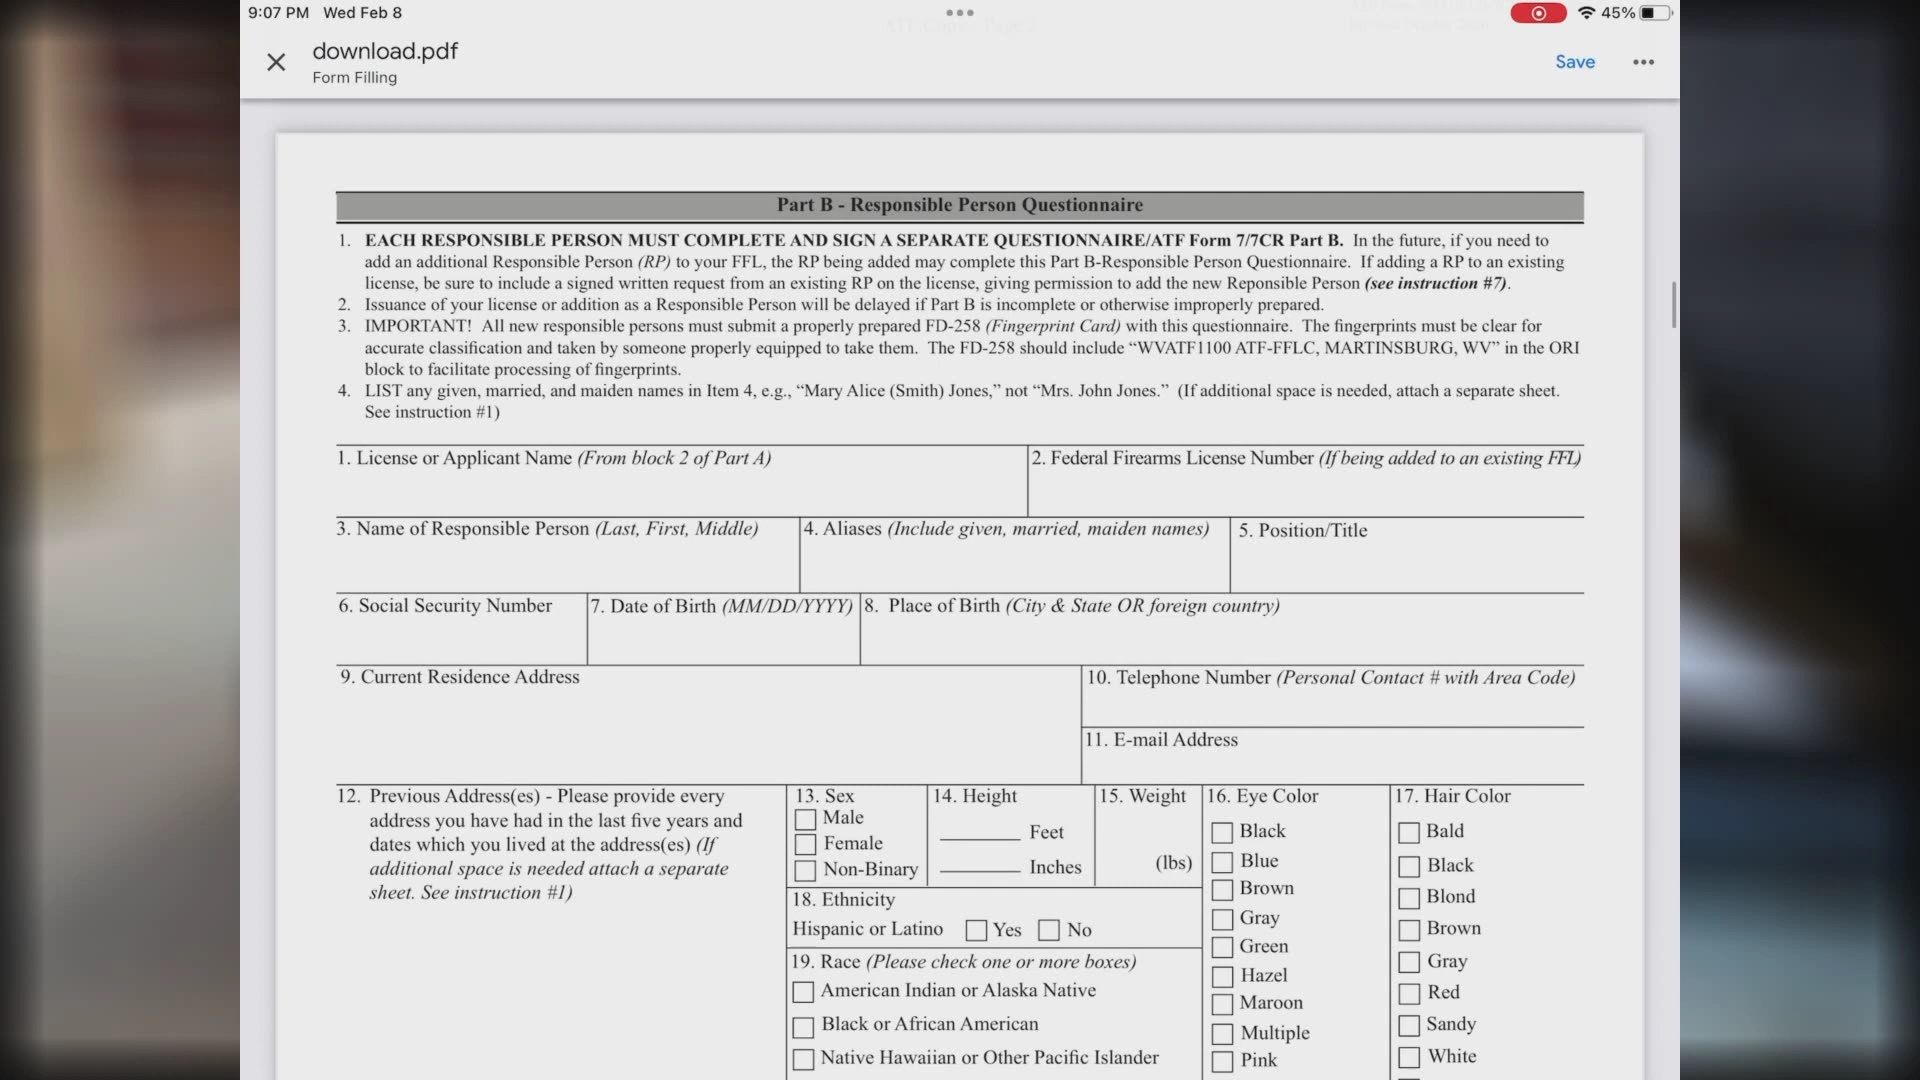 9:07 PM Wed Feb 8
45%
download.pdf
Form Filling
Save
Part B - Responsible Person Questionnaire
1. EACH RESPONSIBLE PERSON MUST COMPLETE AND SIGN A SEPARATE QUESTIONNAIRE/ATF Form 7/7CR Part B. In the future, if you need to
add an additional Responsible Person (RP) to your FFL, the RP being added may complete this Part B-Responsible Person Questionnaire. If adding a RP to an existing
license, be sure to include a signed written request from an existing RP on the license, giving permission to add the new Reponsible Person (see instruction #7).
2. Issuance of your license or addition as a Responsible Person will be delayed if Part B is incomplete or otherwise improperly prepared.
3. IMPORTANT! All new responsible persons must submit a properly prepared FD-258 (Fingerprint Card) with this questionnaire. The fingerprints must be clear for
accurate classification and taken by someone properly equipped to take them. The FD-258 should include “WVATF1100 ATF-FFLC, MARTINSBURG, WV” in the ORI
block to facilitate processing of fingerprints.
4. LIST any given, married, and maiden names in Item 4, e.g., “Mary Alice (Smith) Jones,” not “Mrs. John Jones.” (If additional space is needed, attach a separate sheet.
See instruction #1)
1. License or Applicant Name (From block 2 of Part A)
2. Federal Firearms License Number (If being added to an existing FFL)
3. Name of Responsible Person (Last, First, Middle)
4. Aliases (Include given, married, maiden names)
5. Position/Title
6. Social Security Number
7. Date of Birth (MM/DD/YYYY)
8. Place of Birth (City & State OR foreign country)
9. Current Residence Address
10. Telephone Number (Personal Contact # with Area Code)
11. E-mail Address
12. Previous Address(es) - Please provide every
address you have had in the last five years and
dates which you lived at the address(es) (If
additional space is needed attach a separate
sheet. See instruction #1)
13. Sex
Male
Female
Non-Binary
14. Height
Feet
Inches
15. Weight
(lbs)
16. Eye Color
Black
Blue
Brown
Gray
Green
Hazel
Maroon
Multiple
Pink
17. Hair Color
Bald
Black
Blond
Brown
Gray
Red
Sandy
White
18. Ethnicity
Hispanic or Latino Yes No
19. Race (Please check one or more boxes)
American Indian or Alaska Native
Black or African American
Native Hawaiian or Other Pacific Islander